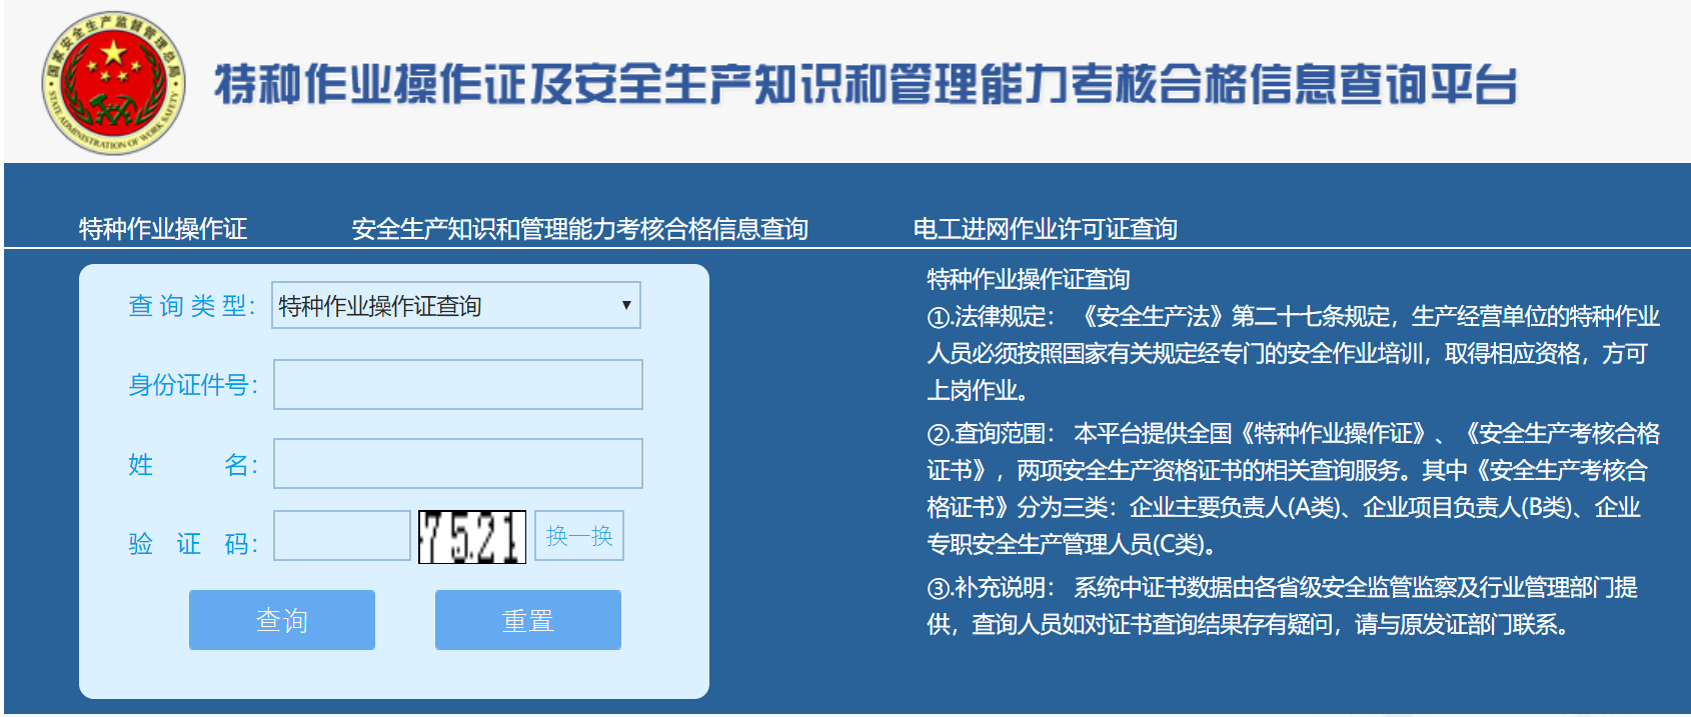 国家安全生产监督管理总局
STATE ADMINISTRATION OF WORK SAFETY
特种作业操作证及安全生产知识和管理能力考核合格信息查询平台
特种作业操作证 安全生产知识和管理能力考核合格信息查询 电工进网作业许可证查询
查询类型： 特种作业操作证查询
身份证件号：
姓 名：
验 证 码： 7521 换一换
查询 重置
特种作业操作证查询
①.法律规定： 《安全生产法》第二十七条规定，生产经营单位的特种作业
人员必须按照国家有关规定经专门的安全作业培训，取得相应资格，方可
上岗作业。
②.查询范围： 本平台提供全国《特种作业操作证》、《安全生产考核合格
证书》，两项安全生产资格证书的相关查询服务。其中《安全生产考核合
格证书》分为三类：企业主要负责人(A类)、企业项目负责人(B类)、企业
专职安全生产管理人员(C类)。
③.补充说明： 系统中证书数据由各省级安全监管监察及行业管理部门提
供，查询人员如对证书查询结果存有疑问，请与原发证部门联系。